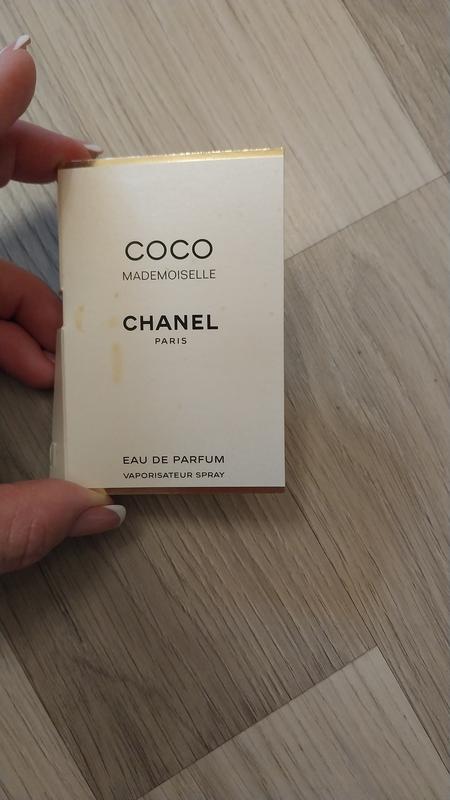 COCO
MADEMOISELLE
CHANEL
PARIS
EAU DE PARFUM
VAPORISATEUR SPRAY